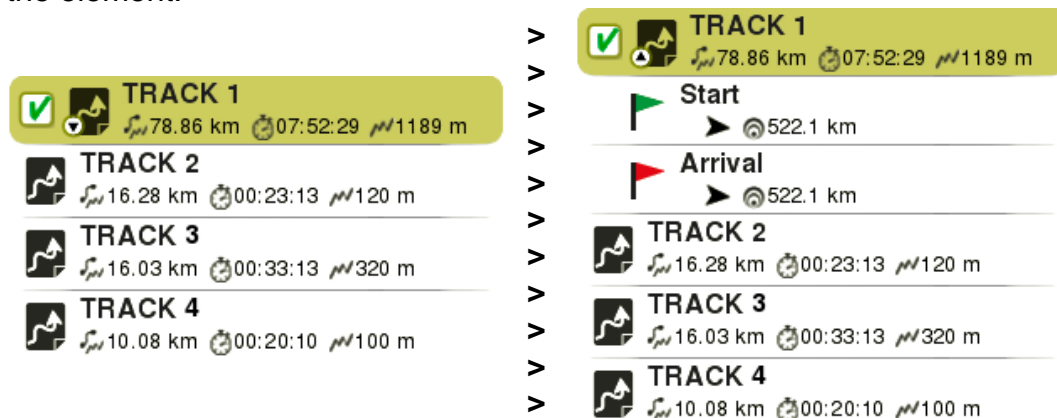 the element.
TRACK 1
78.86 km 07:52:29 1189 m
TRACK 2
16.28 km 00:23:13 120 m
TRACK 3
16.03 km 00:33:13 320 m
TRACK 4
10.08 km 00:20:10 100 m
>
>
>
>
>
>
>
>
>
>
>
TRACK 1
78.86 km 07:52:29 1189 m
Start
522.1 km
Arrival
522.1 km
TRACK 2
16.28 km 00:23:13 120 m
TRACK 3
16.03 km 00:33:13 320 m
TRACK 4
10.08 km 00:20:10 100 m